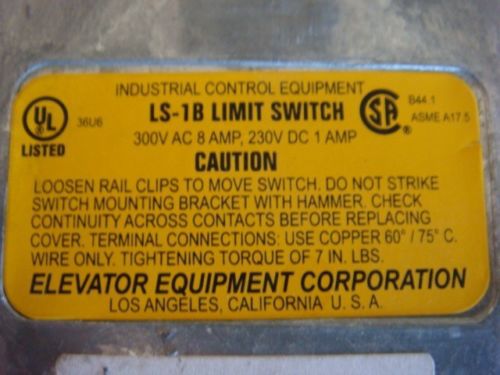 INDUSTRIAL CONTROL EQUIPMENT
UL
LISTED
36U6
LS-1B LIMIT SWITCH
300V AC 8 AMP, 230V DC 1 AMP
SA
B44.1
ASME A17.5
CAUTION
LOOSEN RAIL CLIPS TO MOVE SWITCH. DO NOT STRIKE
SWITCH MOUNTING BRACKET WITH HAMMER. CHECK
CONTINUITY ACROSS CONTACTS BEFORE REPLACING
COVER. TERMINAL CONNECTIONS: USE COPPER 60° / 75° C.
WIRE ONLY. TIGHTENING TORQUE OF 7 IN. LBS.
ELEVATOR EQUIPMENT CORPORATION
LOS ANGELES, CALIFORNIA U. S. A.